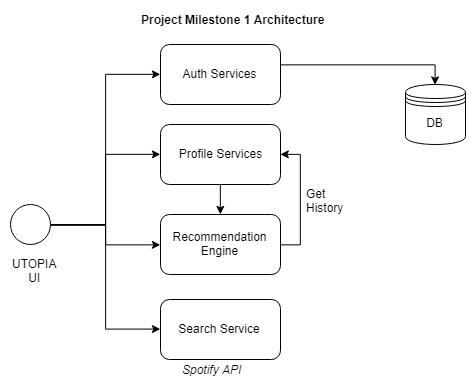 Project Milestone 1 Architecture
Auth Services
DB
Profile Services
Get
History
Recommendation
Engine
UTOPIA
UI
Search Service
Spotify API